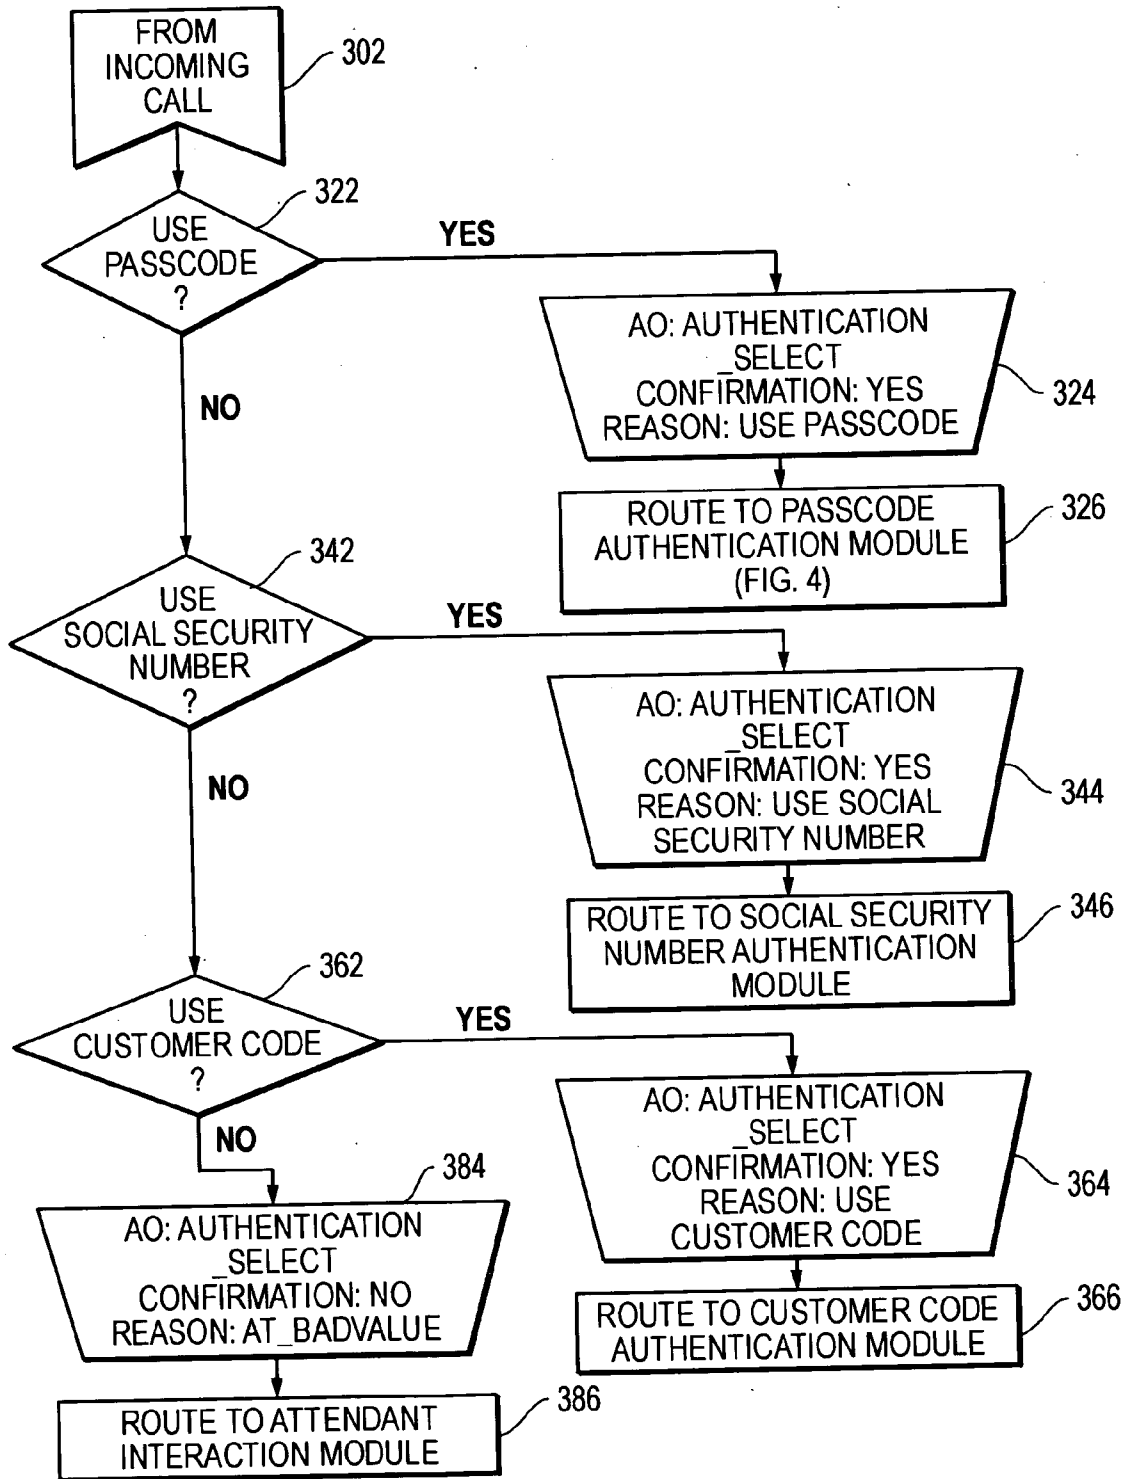 FROM
INCOMING
CALL
302
322
USE
PASSCODE
?
YES
NO
AO: AUTHENTICATION
_SELECT
CONFIRMATION: YES
REASON: USE PASSCODE
324
ROUTE TO PASSCODE
AUTHENTICATION MODULE
(FIG. 4)
326
342
USE
SOCIAL SECURITY
NUMBER
?
YES
NO
AO: AUTHENTICATION
_SELECT
CONFIRMATION: YES
REASON: USE SOCIAL
SECURITY NUMBER
344
ROUTE TO SOCIAL SECURITY
NUMBER AUTHENTICATION
MODULE
346
362
USE
CUSTOMER CODE
?
YES
NO
AO: AUTHENTICATION
_SELECT
CONFIRMATION: YES
REASON: USE
CUSTOMER CODE
364
ROUTE TO CUSTOMER CODE
AUTHENTICATION MODULE
366
384
AO: AUTHENTICATION
_SELECT
CONFIRMATION: NO
REASON: AT_BADVALUE
ROUTE TO ATTENDANT
INTERACTION MODULE
386